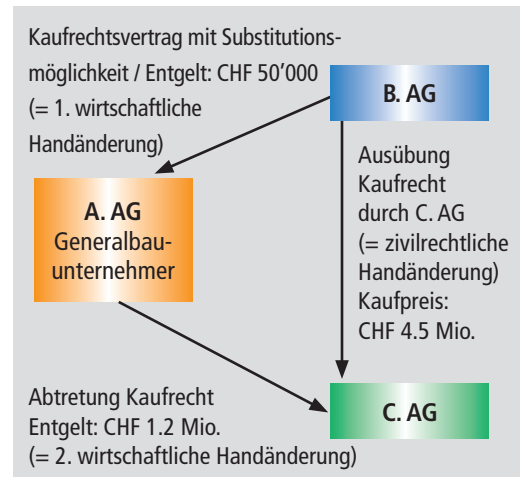 Kaufrechtsvertrag mit Substitutions-
möglichkeit / Entgelt: CHF 50’000
(= 1. wirtschaftliche
Handänderung)
B. AG
A. AG
Generalbau-
unternehmer
Ausübung
Kaufrecht
durch C. AG
(= zivilrechtliche
Handänderung)
Kaufpreis:
CHF 4.5 Mio.
Abtretung Kaufrecht
Entgelt: CHF 1.2 Mio.
(= 2. wirtschaftliche Handänderung)
C. AG